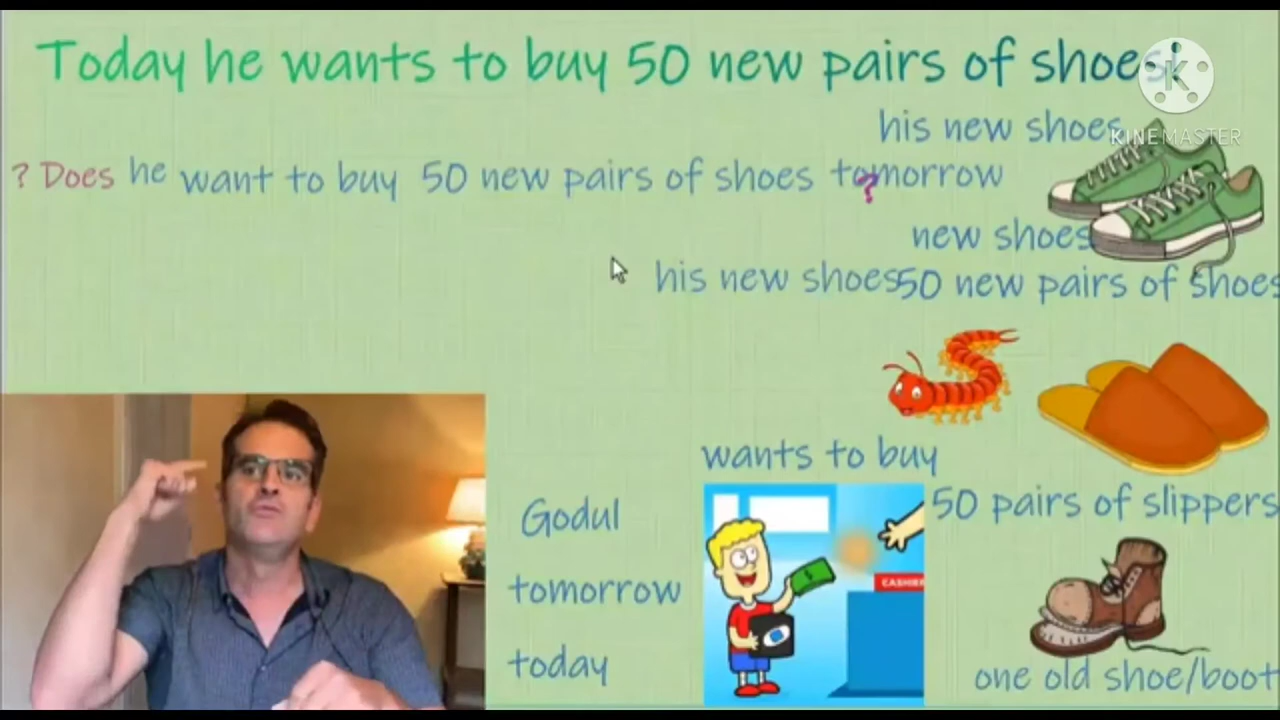 Today he wants to buy 50 new pairs of shoes
his new shoes
KINEMASTER
? Does he want to buy 50 new pairs of shoes tomorrow ?
new shoes
his new shoes 50 new pairs of shoes
wants to buy
50 pairs of slippers
Godul
tomorrow
CASHIER
today
one old shoe/boot